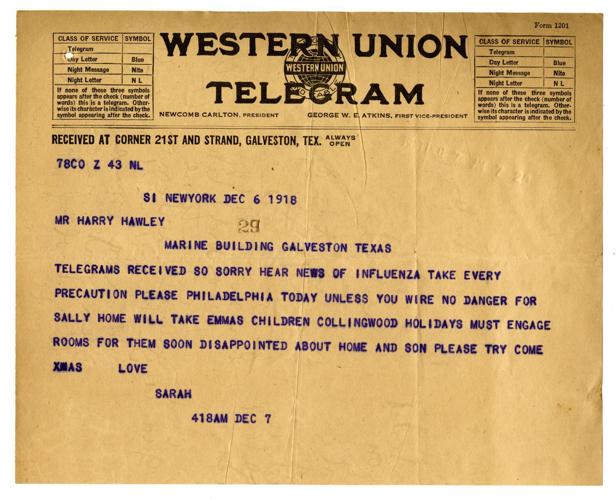 Form 1201
CLASS OF SERVICE SYMBOL
Telegram
Day Letter Blue
Night Message Nite
Night Letter N L
If none of these three symbols
appears after the check (number of
words) this is a telegram. Other-
wise its character is indicated by the
symbol appearing after the check.
WESTERN UNION
WESTERN UNION
TELEGRAM
NEWCOMB CARLTON, PRESIDENT GEORGE W. E. ATKINS, FIRST VICE-PRESIDENT
CLASS OF SERVICE SYMBOL
Telegram
Day Letter Blue
Night Message Nite
Night Letter N L
If none of these three symbols
appears after the check (number of
words) this is a telegram. Other-
wise its character is indicated by the
symbol appearing after the check.
RECEIVED AT CORNER 21ST AND STRAND, GALVESTON, TEX. ALWAYS OPEN
78CO Z 43 NL
SI NEWYORK DEC 6 1918
MR HARRY HAWLEY
29
MARINE BUILDING GALVESTON TEXAS
TELEGRAMS RECEIVED SO SORRY HEAR NEWS OF INFLUENZA TAKE EVERY
PRECAUTION PLEASE PHILADELPHIA TODAY UNLESS YOU WIRE NO DANGER FOR
SALLY HOME WILL TAKE EMMAS CHILDREN COLLINGWOOD HOLIDAYS MUST ENGAGE
ROOMS FOR THEM SOON DISAPPOINTED ABOUT HOME AND SON PLEASE TRY COME
XMAS LOVE
SARAH
418AM DEC 7